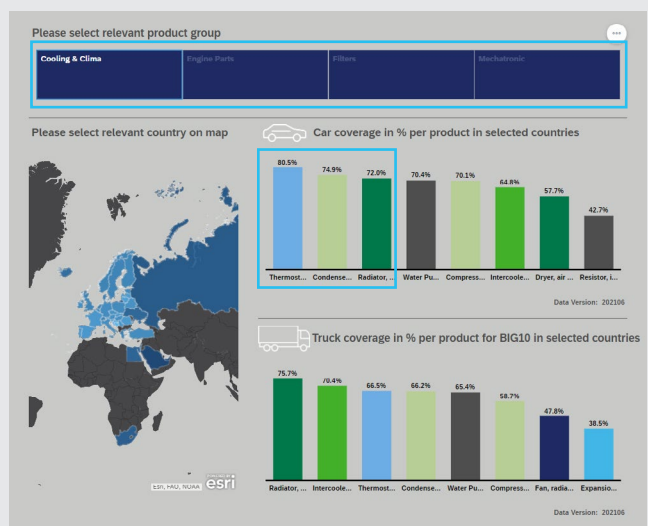 Please select relevant product group
Cooling & Clima
Engine Parts
Filters
Mechatronic
Please select relevant country on map
Car coverage in % per product in selected countries
80.5%
74.9%
72.0%
70.4%
70.1%
64.8%
57.7%
42.7%
Thermost... Condense... Radiator, ... Water Pu... Compress... Intercoole... Dryer, air ... Resistor, i...
Data Version: 202106
Truck coverage in % per product for BIG10 in selected countries
75.7%
70.4%
66.5%
66.2%
65.4%
58.7%
47.8%
38.5%
Radiator, ... Intercoole... Thermost... Condense... Water Pu... Compress... Fan, radia... Expansio...
Data Version: 202106
Esri, FAO, NOAA
esri